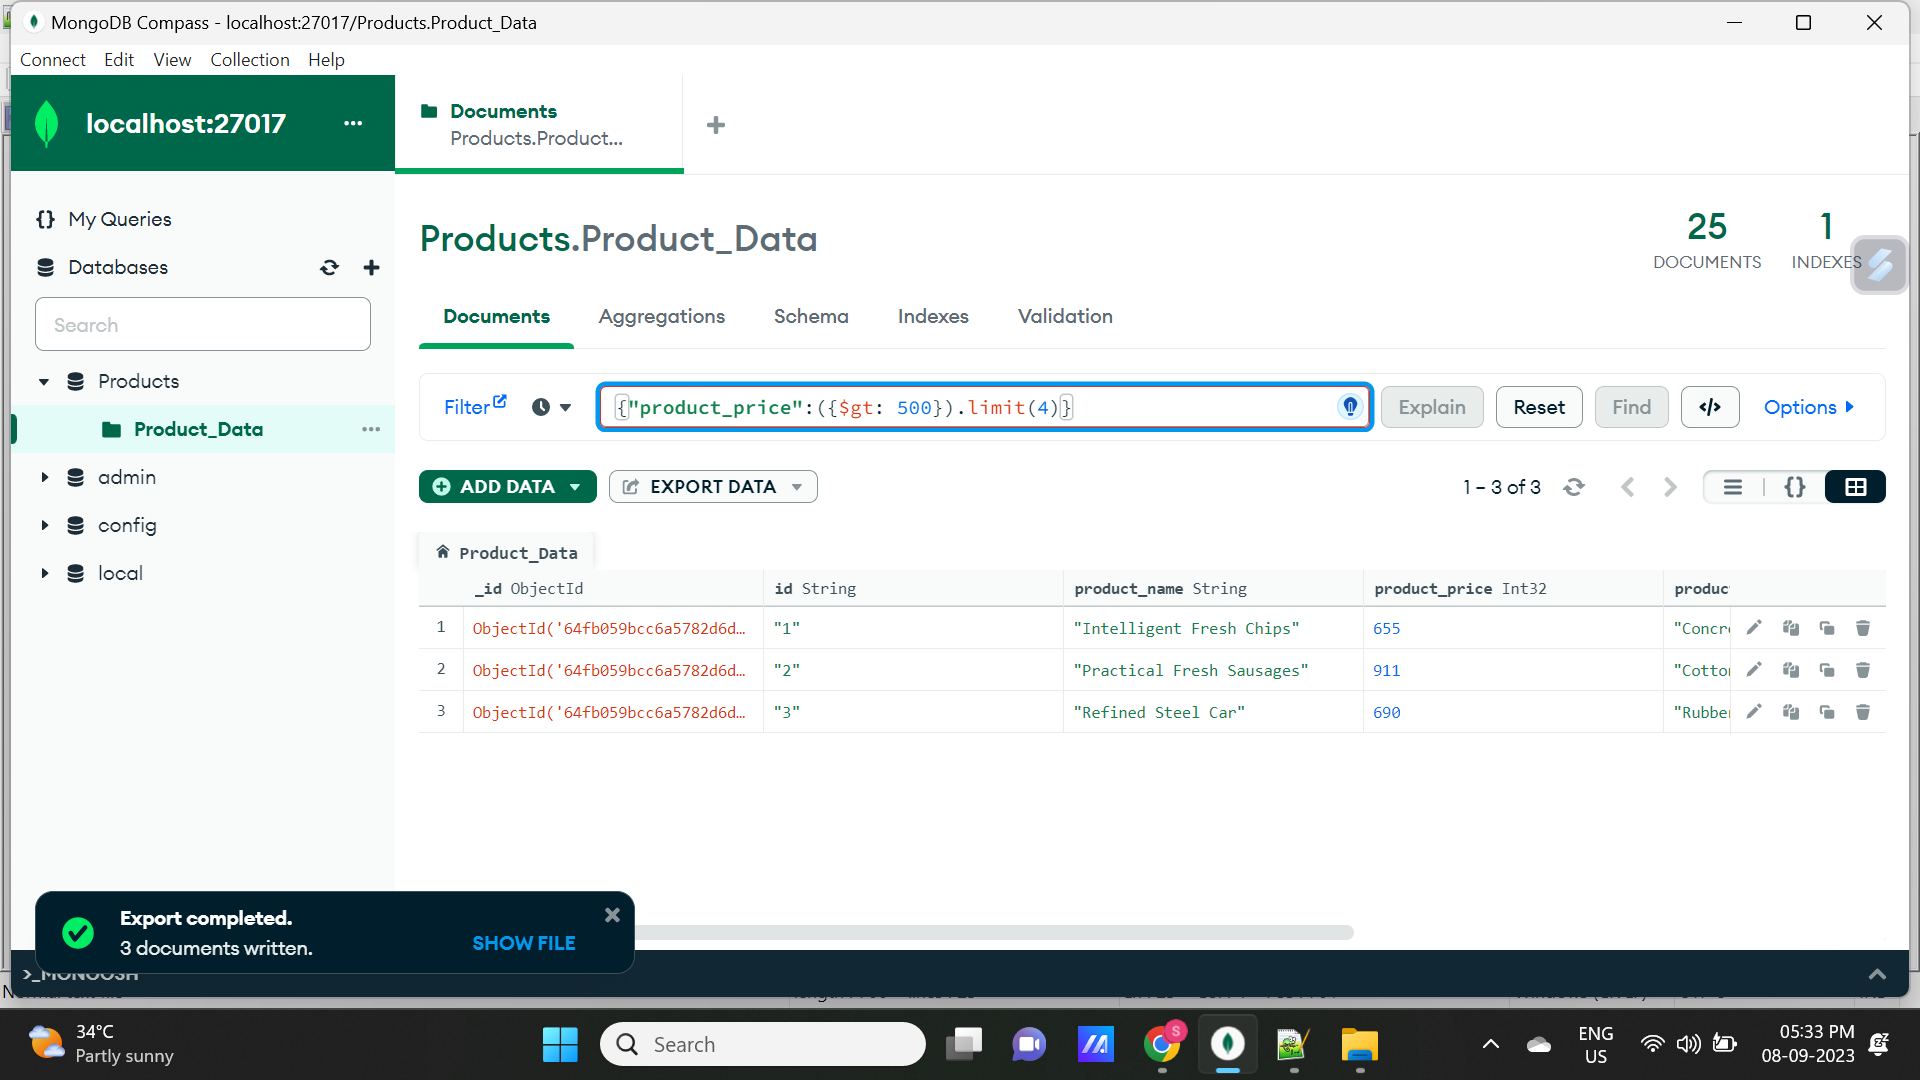 MongoDB Compass - localhost:27017/Products.Product_Data
Connect Edit View Collection Help
localhost:27017 ...
Documents
Products.Product...
My Queries
Databases
Search
Products
Product_Data
admin
config
local
Products.Product_Data
25
DOCUMENTS
1
INDEXES
Documents Aggregations Schema Indexes Validation
Filter
{"product_price":({$gt: 500}).limit(4)}
Explain Reset Find </> Options
ADD DATA EXPORT DATA
1 – 3 of 3
Product_Data
_id ObjectId id String product_name String product_price Int32 produc
1 ObjectId('64fb059bcc6a5782d6d... "1" "Intelligent Fresh Chips" 655 "Concr
2 ObjectId('64fb059bcc6a5782d6d... "2" "Practical Fresh Sausages" 911 "Cotto
3 ObjectId('64fb059bcc6a5782d6d... "3" "Refined Steel Car" 690 "Rubbe
Export completed.
3 documents written.
SHOW FILE
>_MONGOSH
34°C
Partly sunny
Search
S
ENG
US
05:33 PM
08-09-2023